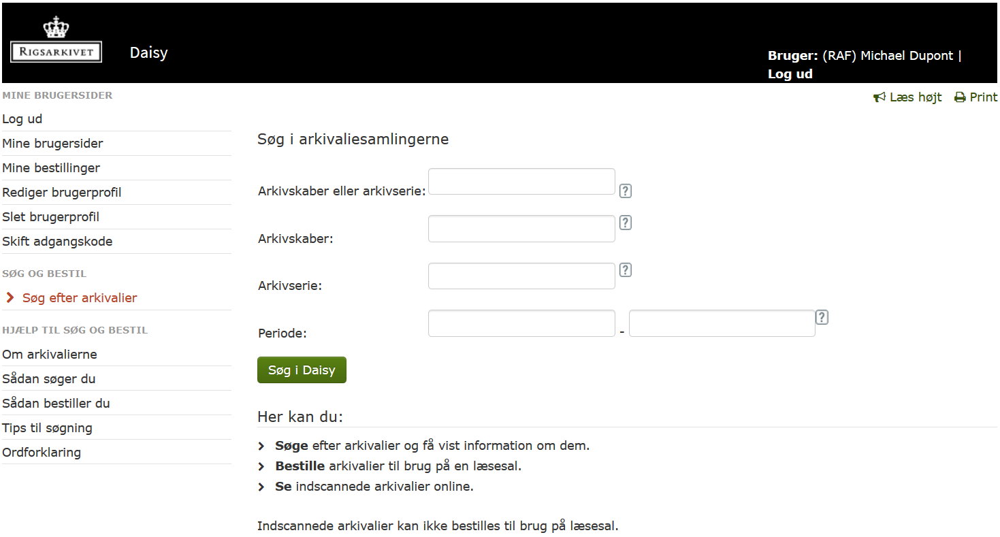 RIGSARKIVET
Daisy
Bruger: (RAF) Michael Dupont |
Log ud
MINE BRUGERSIDER
Log ud
Mine brugersider
Mine bestillinger
Rediger brugerprofil
Slet brugerprofil
Skift adgangskode
SØG OG BESTIL
Søg efter arkivalier
HJÆLP TIL SØG OG BESTIL
Om arkivalierne
Sådan søger du
Sådan bestiller du
Tips til søgning
Ordforklaring
Læs højt Print
Søg i arkivaliesamlingerne
Arkivskaber eller arkivserie: ?
Arkivskaber: ?
Arkivserie: ?
Periode: - ?
Søg i Daisy
Her kan du:
Søge efter arkivalier og få vist information om dem.
Bestille arkivalier til brug på en læsesal.
Se indscannede arkivalier online.
Indscannede arkivalier kan ikke bestilles til brug på læsesal.